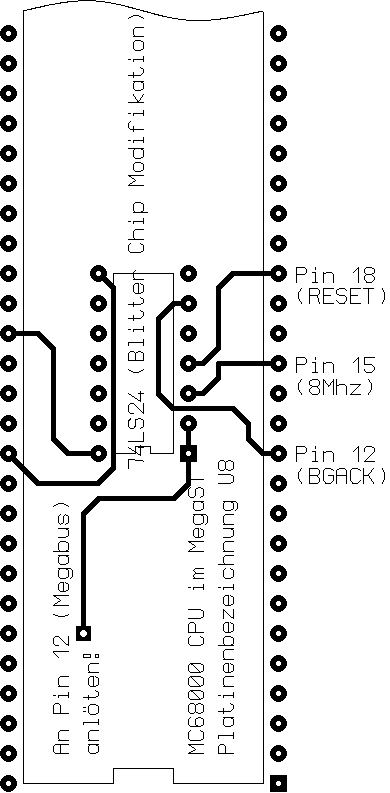 74LS24 (Blitter Chip Modifikation)
Pin 18
(RESET)
Pin 15
(8Mhz)
Pin 12
(BGACK)
An Pin 12 (Megabus)
anlöten!
MC68000 CPU im MegaST
Platinenbezeichnung U8